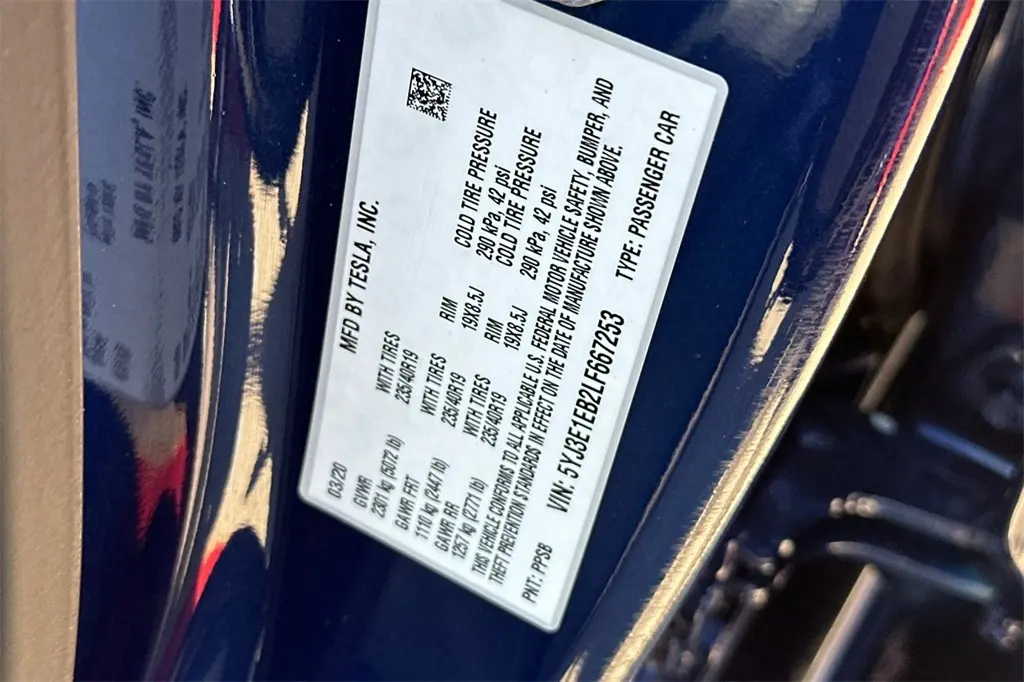 MFD BY TESLA, INC.
03/20
GVWR
2301 kg (5072 lb)
WITH TIRES
235/40R19
RIM
19X8.5J
COLD TIRE PRESSURE
290 kPa, 42 psi
GAWR FRT
1110 kg (2447 lb)
WITH TIRES
235/40R19
RIM
19X8.5J
COLD TIRE PRESSURE
290 kPa, 42 psi
GAWR RR
1257 kg (2771 lb)
WITH TIRES
235/40R19
THIS VEHICLE CONFORMS TO ALL APPLICABLE U.S. FEDERAL MOTOR VEHICLE SAFETY, BUMPER, AND
THEFT PREVENTION STANDARDS IN EFFECT ON THE DATE OF MANUFACTURE SHOWN ABOVE.
PNT: PPSB
VIN: 5YJ3E1EB2LF667253
TYPE: PASSENGER CAR